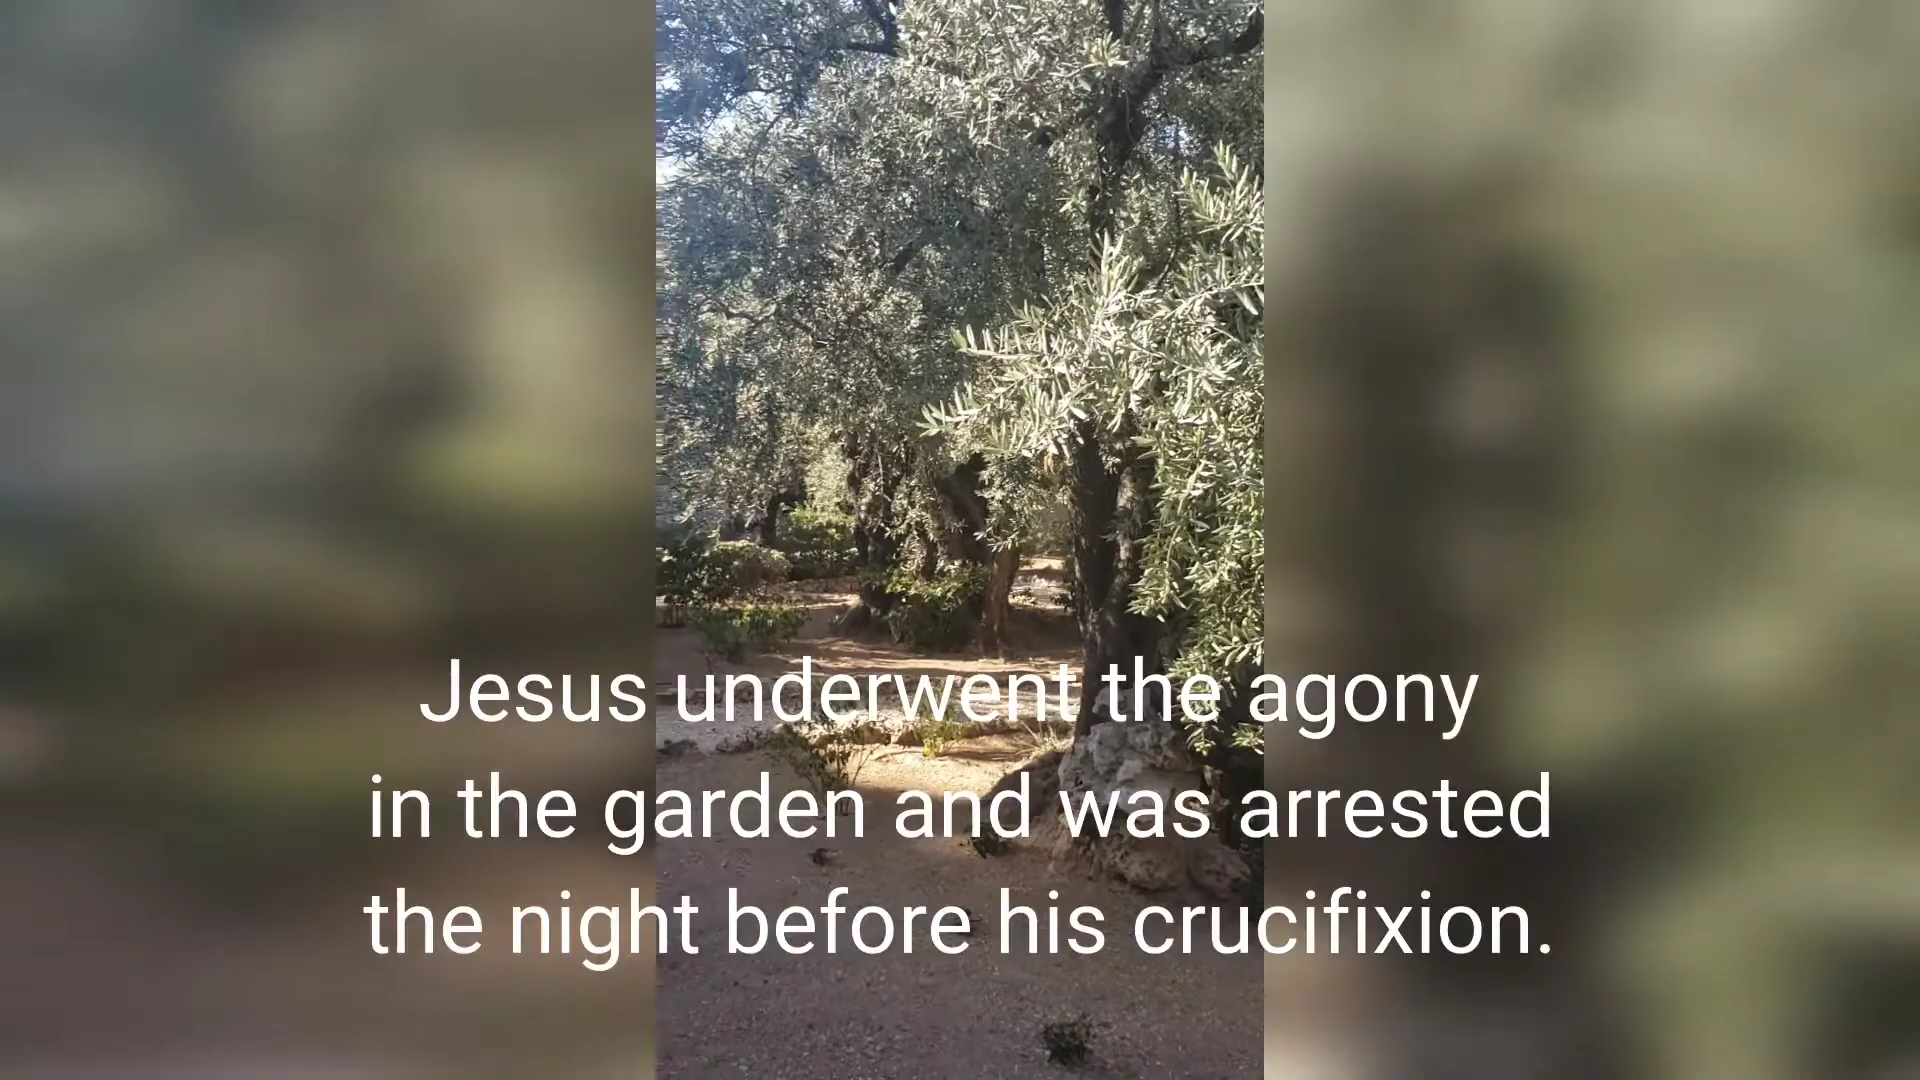 Jesus underwent the agony
in the garden and was arrested
the night before his crucifixion.